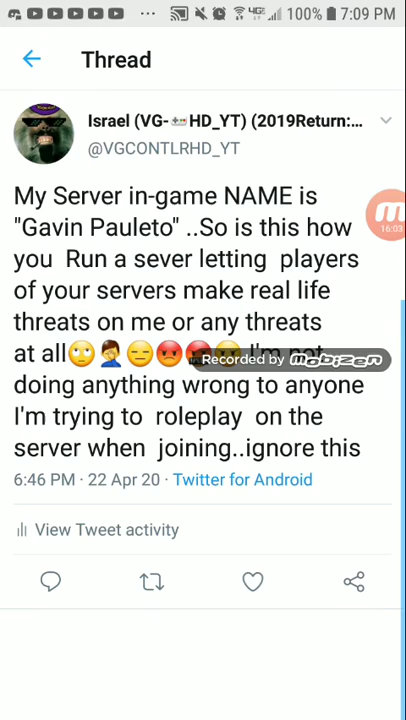 100% 7:09 PM
Thread
Israel (VG-🎮HD_YT) (2019Return:...
@VGCONTLRHD_YT
16:03
My Server in-game NAME is
"Gavin Pauleto" ..So is this how
you Run a sever letting players
of your servers make real life
threats on me or any threats
at all🙄🤦‍♂️😑😡 I'm not
Recorded by mobizen
doing anything wrong to anyone
I'm trying to roleplay on the
server when joining..ignore this
6:46 PM · 22 Apr 20 · Twitter for Android
View Tweet activity